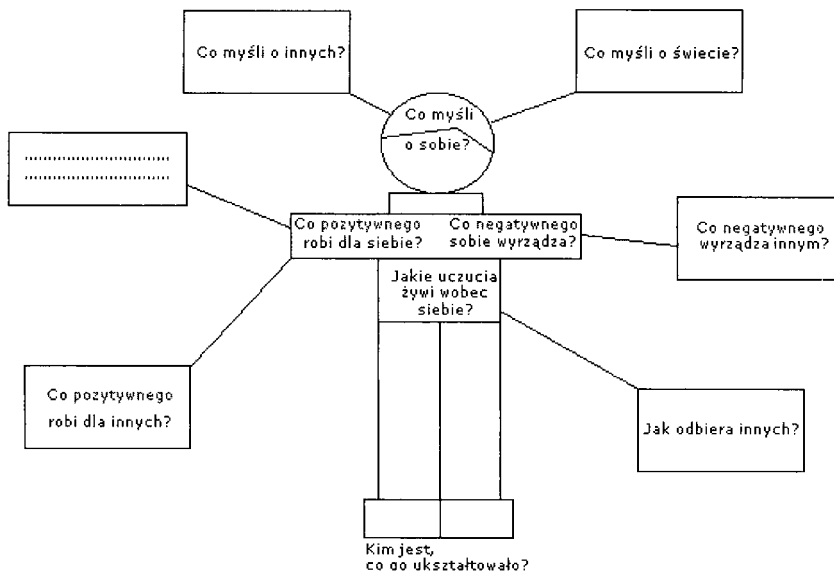 Co myśli o innych?
Co myśli o świecie?
Co myśli
o sobie?
..............................
..............................
Co pozytywnego
robi dla siebie?
Co negatywnego
sobie wyrządza?
Co negatywnego
wyrządza innym?
Jakie uczucia
żywi wobec
siebie?
Co pozytywnego
robi dla innych?
Jak odbiera innych?
Kim jest,
co go ukształtowało?